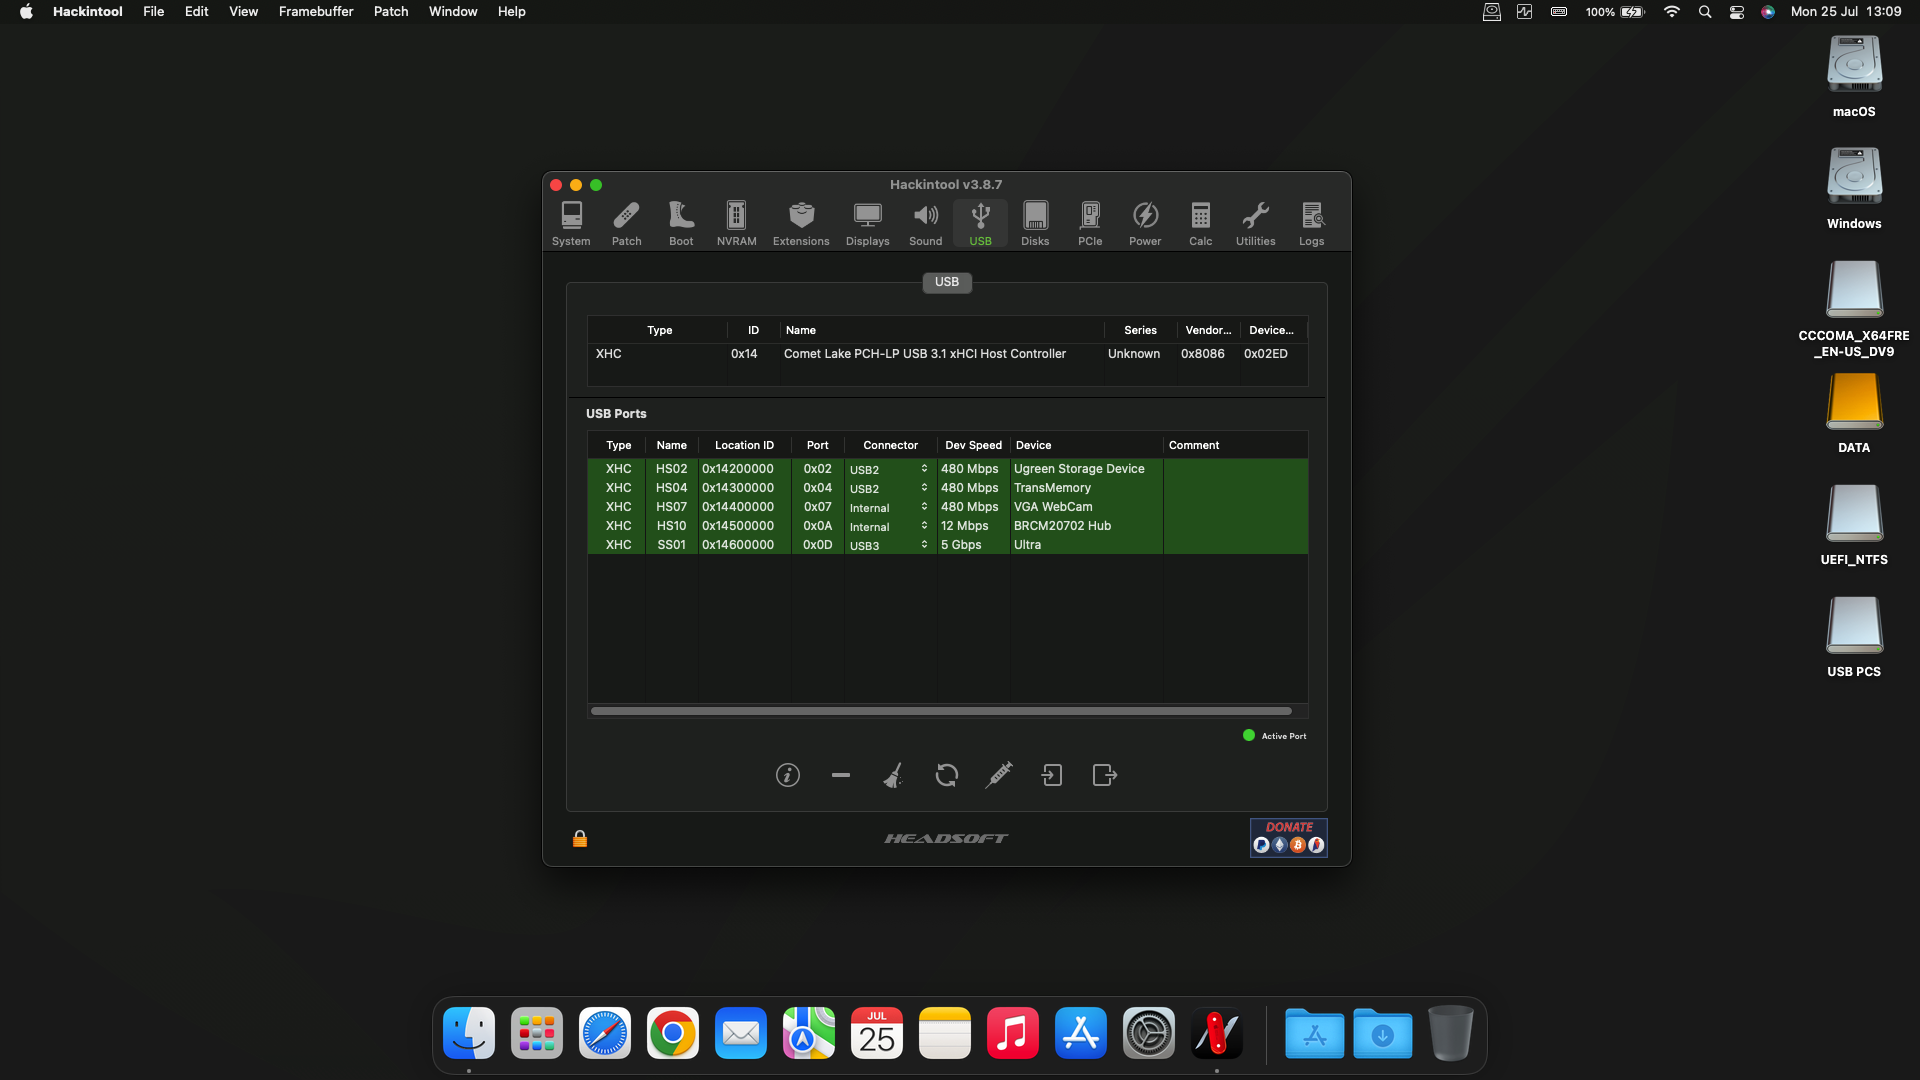 Hackintool File Edit View Framebuffer Patch Window Help 100% Mon 25 Jul 13:09
macOS
Windows
CCCOMA_X64FRE
_EN-US_DV9
DATA
UEFI_NTFS
USB PCS
Hackintool v3.8.7
System Patch Boot NVRAM Extensions Displays Sound USB Disks PCIe Power Calc Utilities Logs
USB
Type ID Name Series Vendor... Device...
XHC 0x14 Comet Lake PCH-LP USB 3.1 xHCI Host Controller Unknown 0x8086 0x02ED
USB Ports
Type Name Location ID Port Connector Dev Speed Device Comment
XHC HS02 0x14200000 0x02 USB2 480 Mbps Ugreen Storage Device
XHC HS04 0x14300000 0x04 USB2 480 Mbps TransMemory
XHC HS07 0x14400000 0x07 Internal 480 Mbps VGA WebCam
XHC HS10 0x14500000 0x0A Internal 12 Mbps BRCM20702 Hub
XHC SS01 0x14600000 0x0D USB3 5 Gbps Ultra
Active Port
HEADSOFT
DONATE
JUL
25